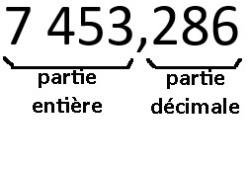 7 453,286
partie partie
entière décimale